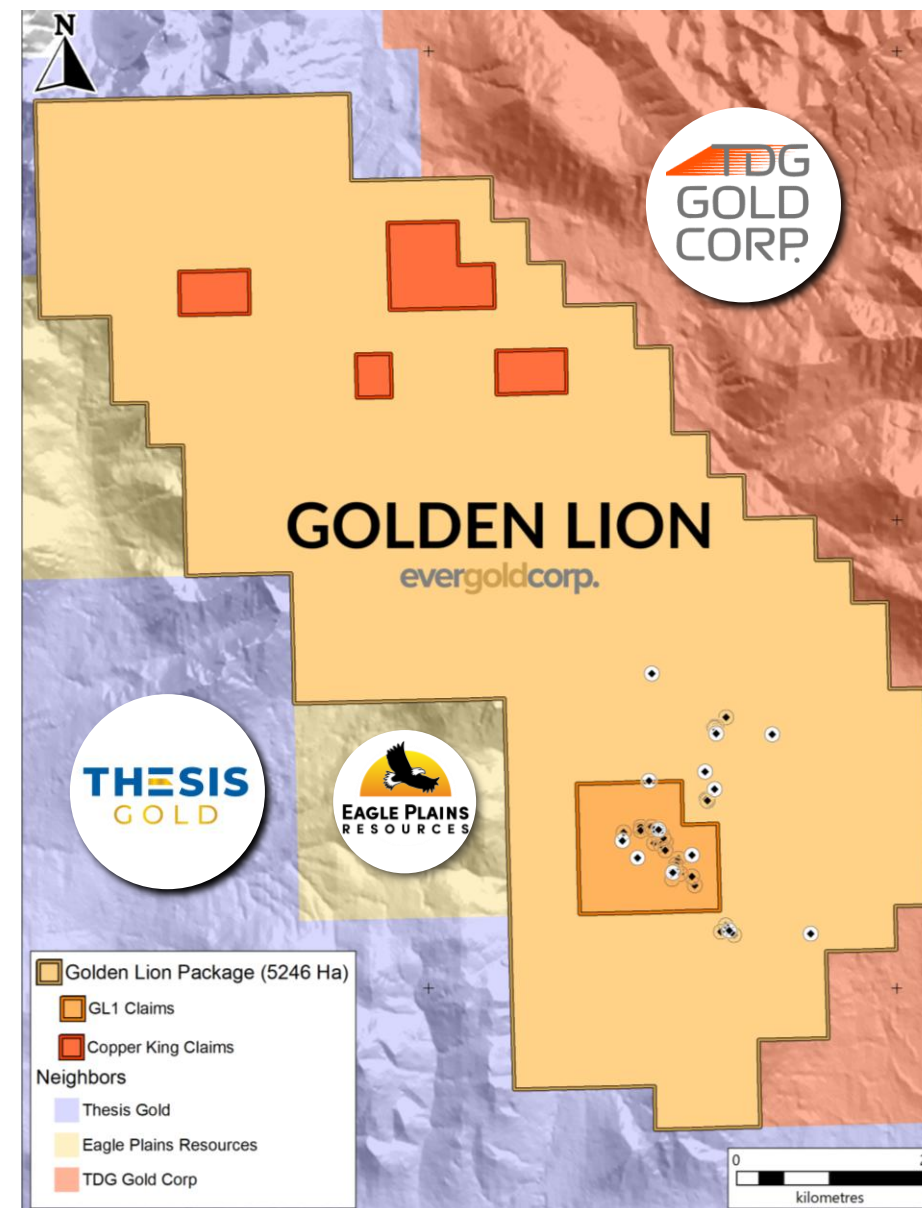 N
TDG
GOLD
CORP.
GOLDEN LION
evergoldcorp.
THESIS
GOLD
EAGLE PLAINS
RESOURCES
Golden Lion Package (5246 Ha)
GL1 Claims
Copper King Claims
Neighbors
Thesis Gold
Eagle Plains Resources
TDG Gold Corp
0
kilometres